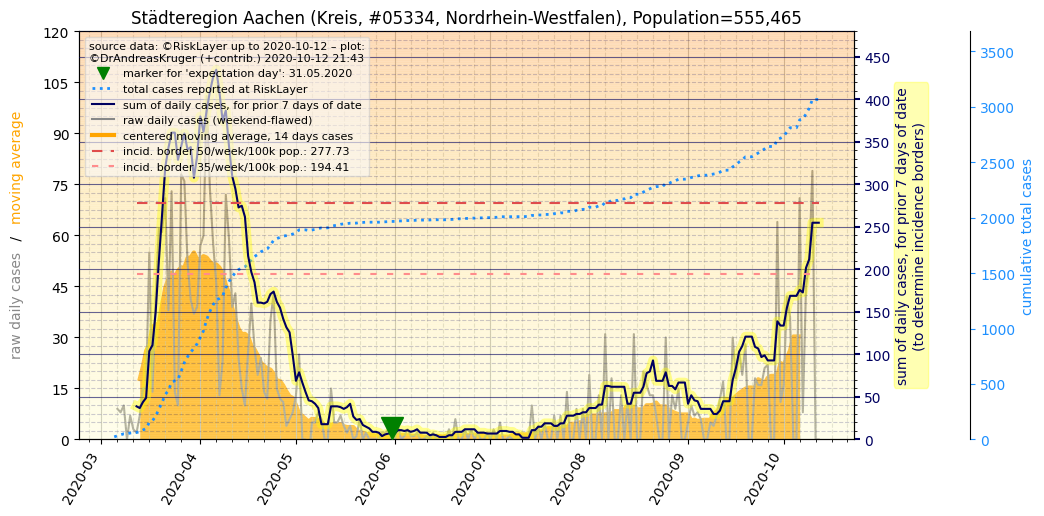 Städteregion Aachen (Kreis, #05334, Nordrhein-Westfalen), Population=555,465
source data: ©RiskLayer up to 2020-10-12 – plot:
©DrAndreasKruger (+contrib.) 2020-10-12 21:43
marker for 'expectation day': 31.05.2020
total cases reported at RiskLayer
sum of daily cases, for prior 7 days of date
raw daily cases (weekend-flawed)
centered moving average, 14 days cases
incid. border 50/week/100k pop.: 277.73
incid. border 35/week/100k pop.: 194.41
raw daily cases / moving average
120
105
90
75
60
45
30
15
0
2020-03
2020-04
2020-05
2020-06
2020-07
2020-08
2020-09
2020-10
450
400
350
300
250
200
150
100
50
0
sum of daily cases, for prior 7 days of date
(to determine incidence borders)
3500
3000
2500
2000
1500
1000
500
0
cumulative total cases